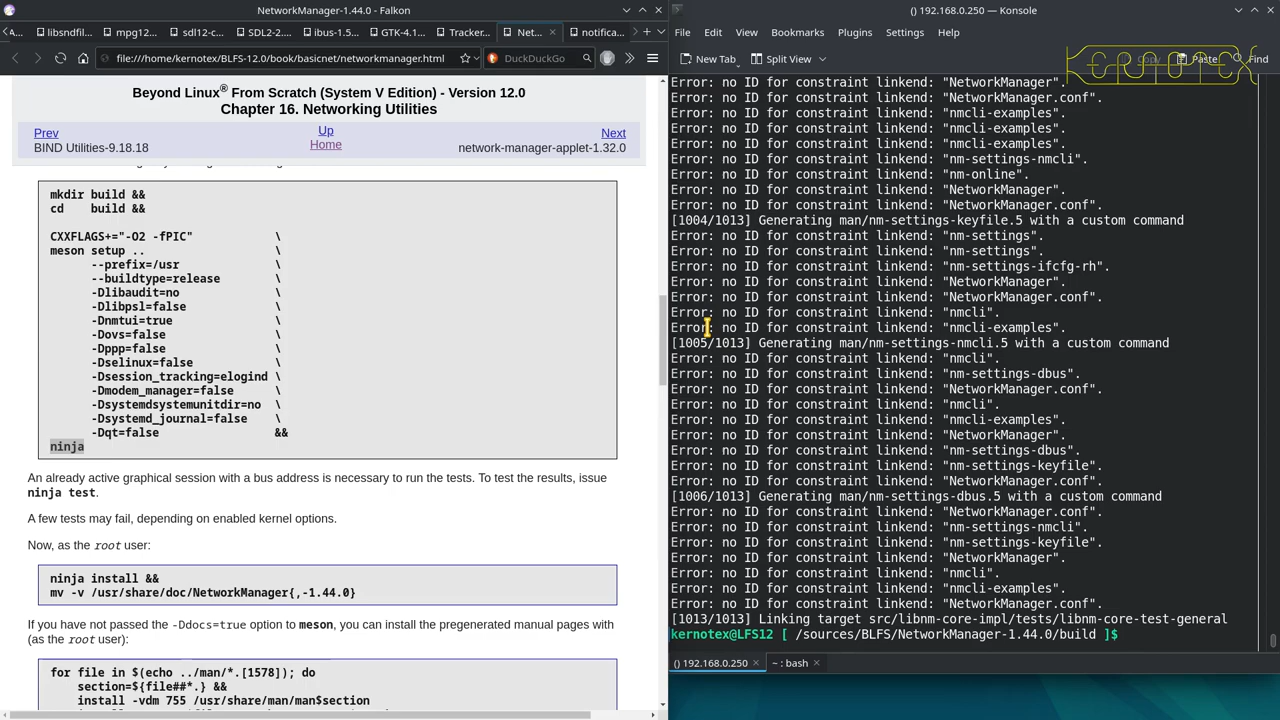 NetworkManager-1.44.0 - Falkon
A...
libsndfil...
mpg12...
sdl12-c...
SDL2-2....
ibus-1.5...
GTK-4.1...
Tracker...
Net...
notifica...
file:///home/kernotex/BLFS-12.0/book/basicnet/networkmanager.html
DuckDuckGo
Beyond Linux® From Scratch (System V Edition) - Version 12.0
Chapter 16. Networking Utilities
Prev
Up
Next
BIND Utilities-9.18.18
Home
network-manager-applet-1.32.0
mkdir build &&
cd    build &&
CXXFLAGS+="-O2 -fPIC" \
meson setup .. \
--prefix=/usr \
--buildtype=release \
-Dlibaudit=no \
-Dlibpsl=false \
-Dnmtui=true \
-Dovs=false \
-Dppp=false \
-Dselinux=false \
-Dsession_tracking=elogind \
-Dmodem_manager=false \
-Dsystemdsystemunitdir=no \
-Dsystemd_journal=false \
-Dqt=false &&
ninja
An already active graphical session with a bus address is necessary to run the tests. To test the results, issue
ninja test.
A few tests may fail, depending on enabled kernel options.
Now, as the root user:
ninja install &&
mv -v /usr/share/doc/NetworkManager{,-1.44.0}
If you have not passed the -Ddocs=true option to meson, you can install the pregenerated manual pages with
(as the root user):
for file in $(echo ../man/*.[1578]); do
section=${file##*.} &&
install -vdm 755 /usr/share/man/man$section
() 192.168.0.250 — Konsole
File Edit View Bookmarks Plugins Settings Help
New Tab
Split View
Copy
Paste
Find
KernoteX
Error: no ID for constraint linkend: "NetworkManager".
Error: no ID for constraint linkend: "NetworkManager.conf".
Error: no ID for constraint linkend: "nmcli-examples".
Error: no ID for constraint linkend: "nmcli-examples".
Error: no ID for constraint linkend: "nmcli-examples".
Error: no ID for constraint linkend: "nm-settings-nmcli".
Error: no ID for constraint linkend: "nm-online".
Error: no ID for constraint linkend: "NetworkManager".
Error: no ID for constraint linkend: "NetworkManager.conf".
[1004/1013] Generating man/nm-settings-keyfile.5 with a custom command
Error: no ID for constraint linkend: "nm-settings".
Error: no ID for constraint linkend: "nm-settings".
Error: no ID for constraint linkend: "nm-settings-ifcfg-rh".
Error: no ID for constraint linkend: "NetworkManager".
Error: no ID for constraint linkend: "NetworkManager.conf".
Error: no ID for constraint linkend: "nmcli".
Error: no ID for constraint linkend: "nmcli-examples".
[1005/1013] Generating man/nm-settings-nmcli.5 with a custom command
Error: no ID for constraint linkend: "nmcli".
Error: no ID for constraint linkend: "nm-settings-dbus".
Error: no ID for constraint linkend: "NetworkManager.conf".
Error: no ID for constraint linkend: "nmcli".
Error: no ID for constraint linkend: "nmcli-examples".
Error: no ID for constraint linkend: "NetworkManager".
Error: no ID for constraint linkend: "nm-settings-dbus".
Error: no ID for constraint linkend: "nm-settings-keyfile".
Error: no ID for constraint linkend: "NetworkManager.conf".
[1006/1013] Generating man/nm-settings-dbus.5 with a custom command
Error: no ID for constraint linkend: "NetworkManager.conf".
Error: no ID for constraint linkend: "nm-settings-nmcli".
Error: no ID for constraint linkend: "nm-settings-keyfile".
Error: no ID for constraint linkend: "NetworkManager".
Error: no ID for constraint linkend: "nmcli".
Error: no ID for constraint linkend: "nmcli-examples".
Error: no ID for constraint linkend: "NetworkManager.conf".
[1013/1013] Linking target src/libnm-core-impl/tests/libnm-core-test-general
kernotex@LFS12 [ /sources/BLFS/NetworkManager-1.44.0/build ]$
() 192.168.0.250
~ : bash